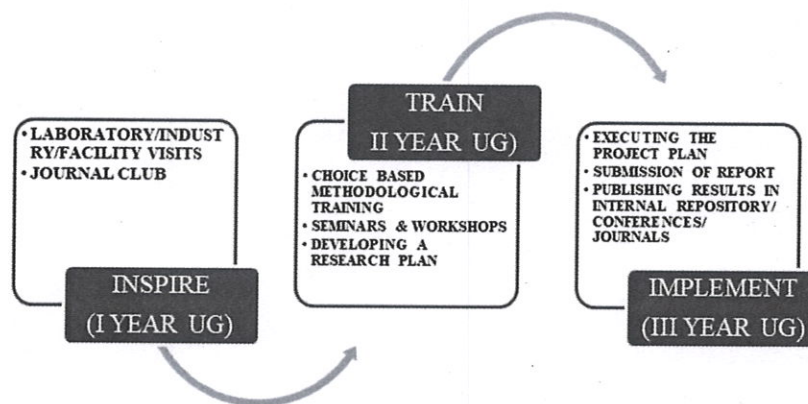 • LABORATORY/INDUST
RY/FACILITY VISITS
• JOURNAL CLUB
INSPIRE
(I YEAR UG)
TRAIN
II YEAR UG)
• CHOICE BASED
METHODOLOGICAL
TRAINING
• SEMINARS & WORKSHOPS
• DEVELOPING A
RESEARCH PLAN
• EXECUTING THE
PROJECT PLAN
• SUBMISSION OF REPORT
• PUBLISHING RESULTS IN
INTERNAL REPOSITORY/
CONFERENCES/
JOURNALS
IMPLEMENT
(III YEAR UG)